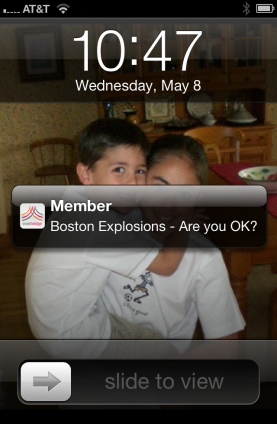 AT&T
10:47
Wednesday, May 8
Member
Boston Explosions - Are you OK?
slide to view